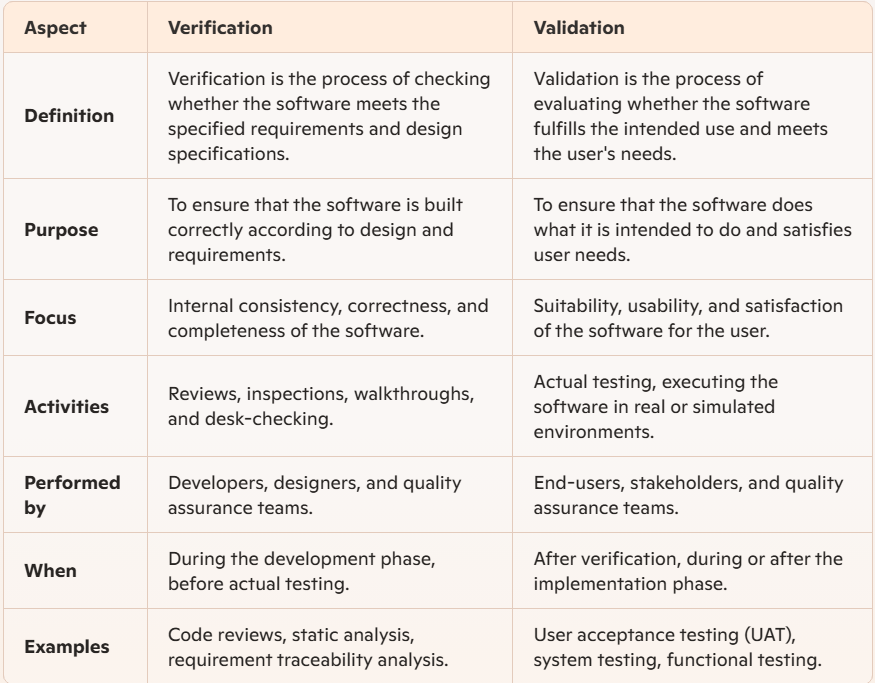 Aspect
Verification
Validation
Definition
Verification is the process of checking
whether the software meets the
specified requirements and design
specifications.
Validation is the process of
evaluating whether the software
fulfills the intended use and meets
the user's needs.
Purpose
To ensure that the software is built
correctly according to design and
requirements.
To ensure that the software does
what it is intended to do and satisfies
user needs.
Focus
Internal consistency, correctness, and
completeness of the software.
Suitability, usability, and satisfaction
of the software for the user.
Activities
Reviews, inspections, walkthroughs,
and desk-checking.
Actual testing, executing the
software in real or simulated
environments.
Performed
by
Developers, designers, and quality
assurance teams.
End-users, stakeholders, and quality
assurance teams.
When
During the development phase,
before actual testing.
After verification, during or after the
implementation phase.
Examples
Code reviews, static analysis,
requirement traceability analysis.
User acceptance testing (UAT),
system testing, functional testing.